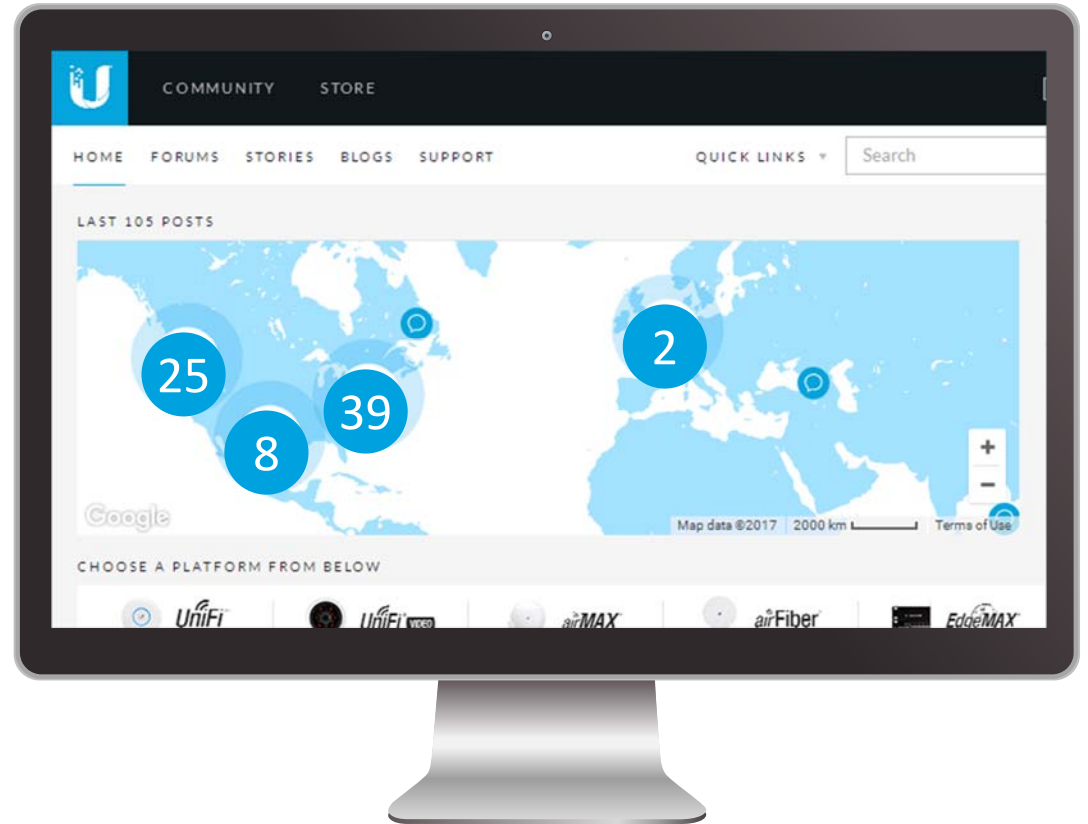 COMMUNITY STORE
HOME FORUMS STORIES BLOGS SUPPORT QUICK LINKS Search
LAST 105 POSTS
25
8
39
2
+
−
Google
Map data ©2017 2000 km Terms of Use
CHOOSE A PLATFORM FROM BELOW
UniFi UniFi VIDEO airMAX airFiber EdgeMAX